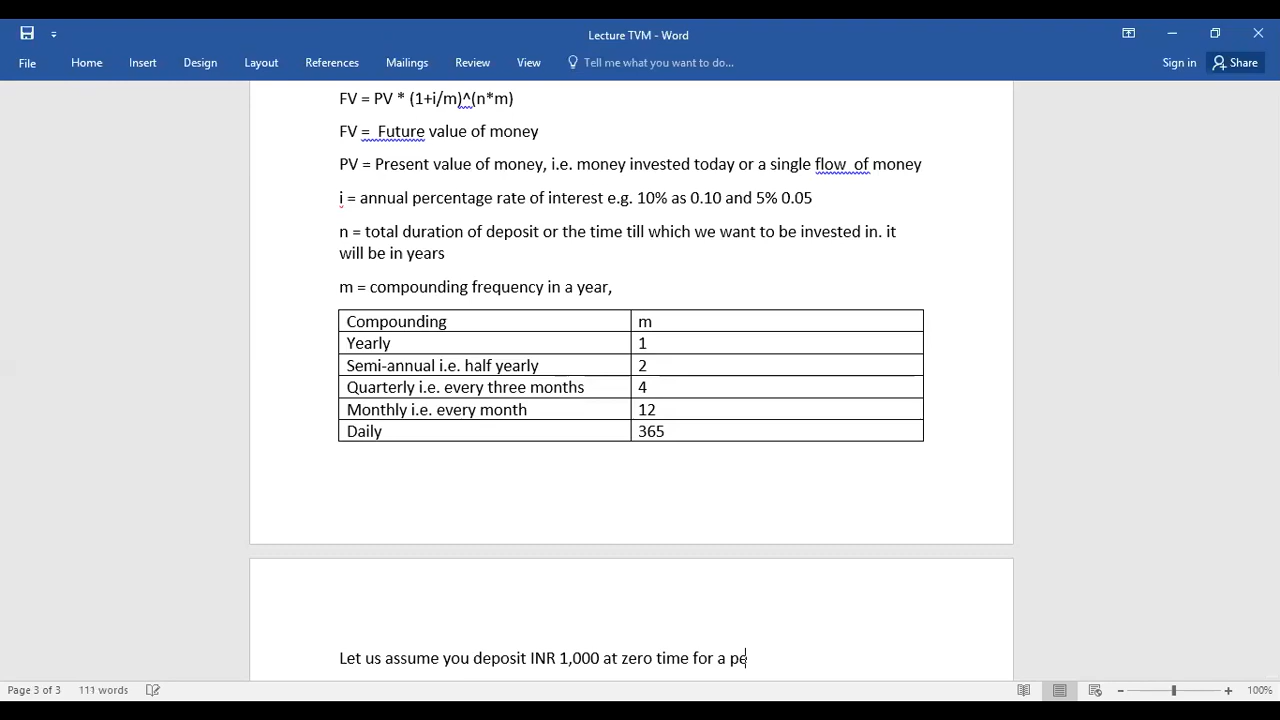 Lecture TVM - Word
File Home Insert Design Layout References Mailings Review View Tell me what you want to do... Sign in Share
FV = PV * (1+i/m)^(n*m)
FV =  Future value of money
PV = Present value of money, i.e. money invested today or a single flow  of money
i = annual percentage rate of interest e.g. 10% as 0.10 and 5% 0.05
n = total duration of deposit or the time till which we want to be invested in. it
will be in years
m = compounding frequency in a year,
Compounding m
Yearly 1
Semi-annual i.e. half yearly 2
Quarterly i.e. every three months 4
Monthly i.e. every month 12
Daily 365
Let us assume you deposit INR 1,000 at zero time for a pe
Page 3 of 3 111 words 100%